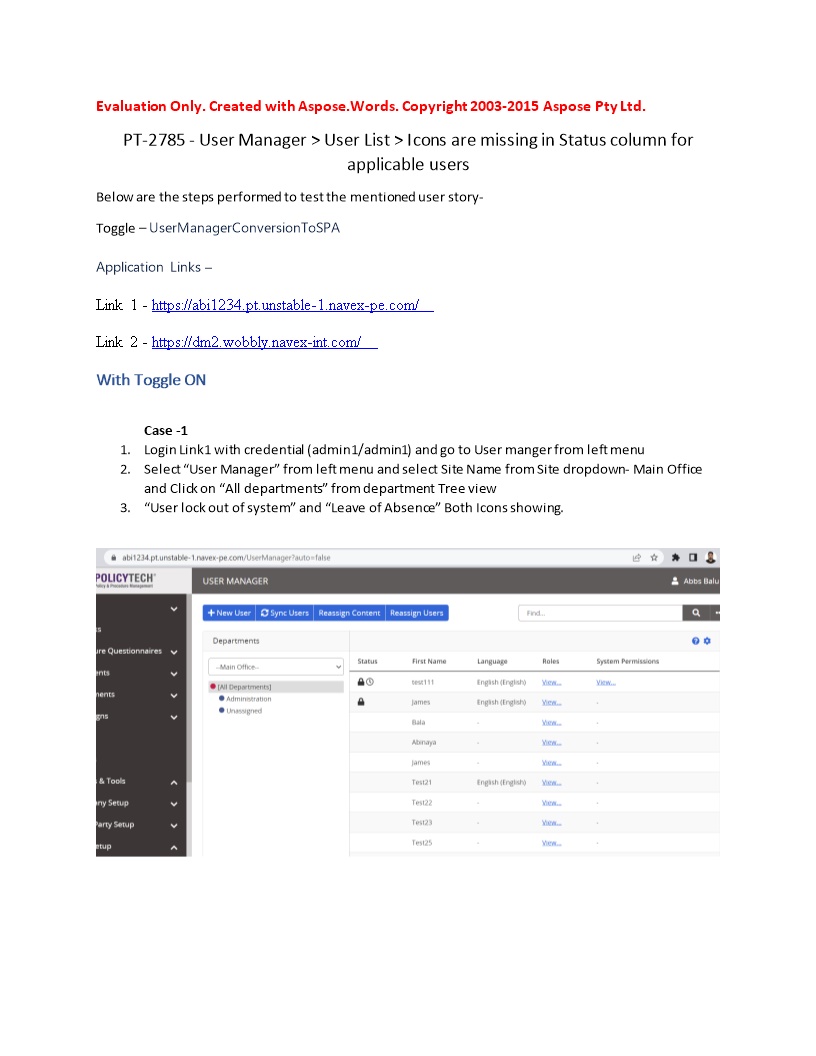 Evaluation Only. Created with Aspose.Words. Copyright 2003-2015 Aspose Pty Ltd.
PT-2785 - User Manager > User List > Icons are missing in Status column for
applicable users
Below are the steps performed to test the mentioned user story-
Toggle – UserManagerConversionToSPA
Application Links –
Link 1 - https://abi1234.pt.unstable-1.navex-pe.com/
Link 2 - https://dm2.wobbly.navex-int.com/
With Toggle ON
Case -1
1. Login Link1 with credential (admin1/admin1) and go to User manger from left menu
2. Select “User Manager” from left menu and select Site Name from Site dropdown- Main Office
and Click on “All departments” from department Tree view
3. “User lock out of system” and “Leave of Absence” Both Icons showing.
abi1234.pt.unstable-1.navex-pe.com/UserManager?auto=false
POLICYTECH®
Policy & Procedure Management
USER MANAGER
Abbs Balu
s
ure Questionnaires
ents
nents
gns
& Tools
any Setup
Party Setup
etup
+ New User Sync Users Reassign Content Reassign Users
Find...
Departments
--Main Office--
[All Departments]
Administration
Unassigned
Status First Name Language Roles System Permissions
test111 English (English) View... View...
James English (English) View... -
Bala - View... -
Abinaya - View... -
James - View... -
Test21 English (English) View... -
Test22 - View... -
Test23 - View... -
Test25 - View... -